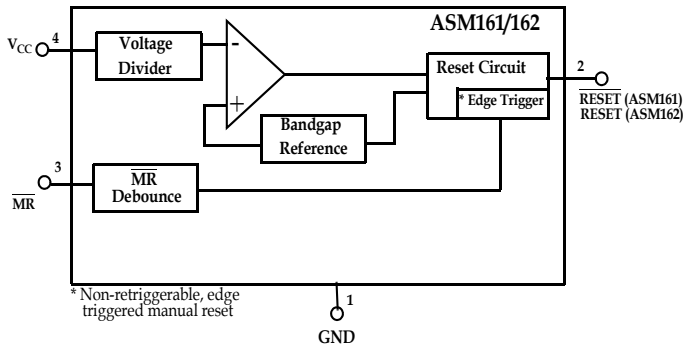 ASM161/162
VCC
4
Voltage
Divider
-
+
Bandgap
Reference
Reset Circuit
* Edge Trigger
2
RESET (ASM161)
RESET (ASM162)
3
MR
MR
Debounce
* Non-retriggerable, edge
triggered manual reset
1
GND